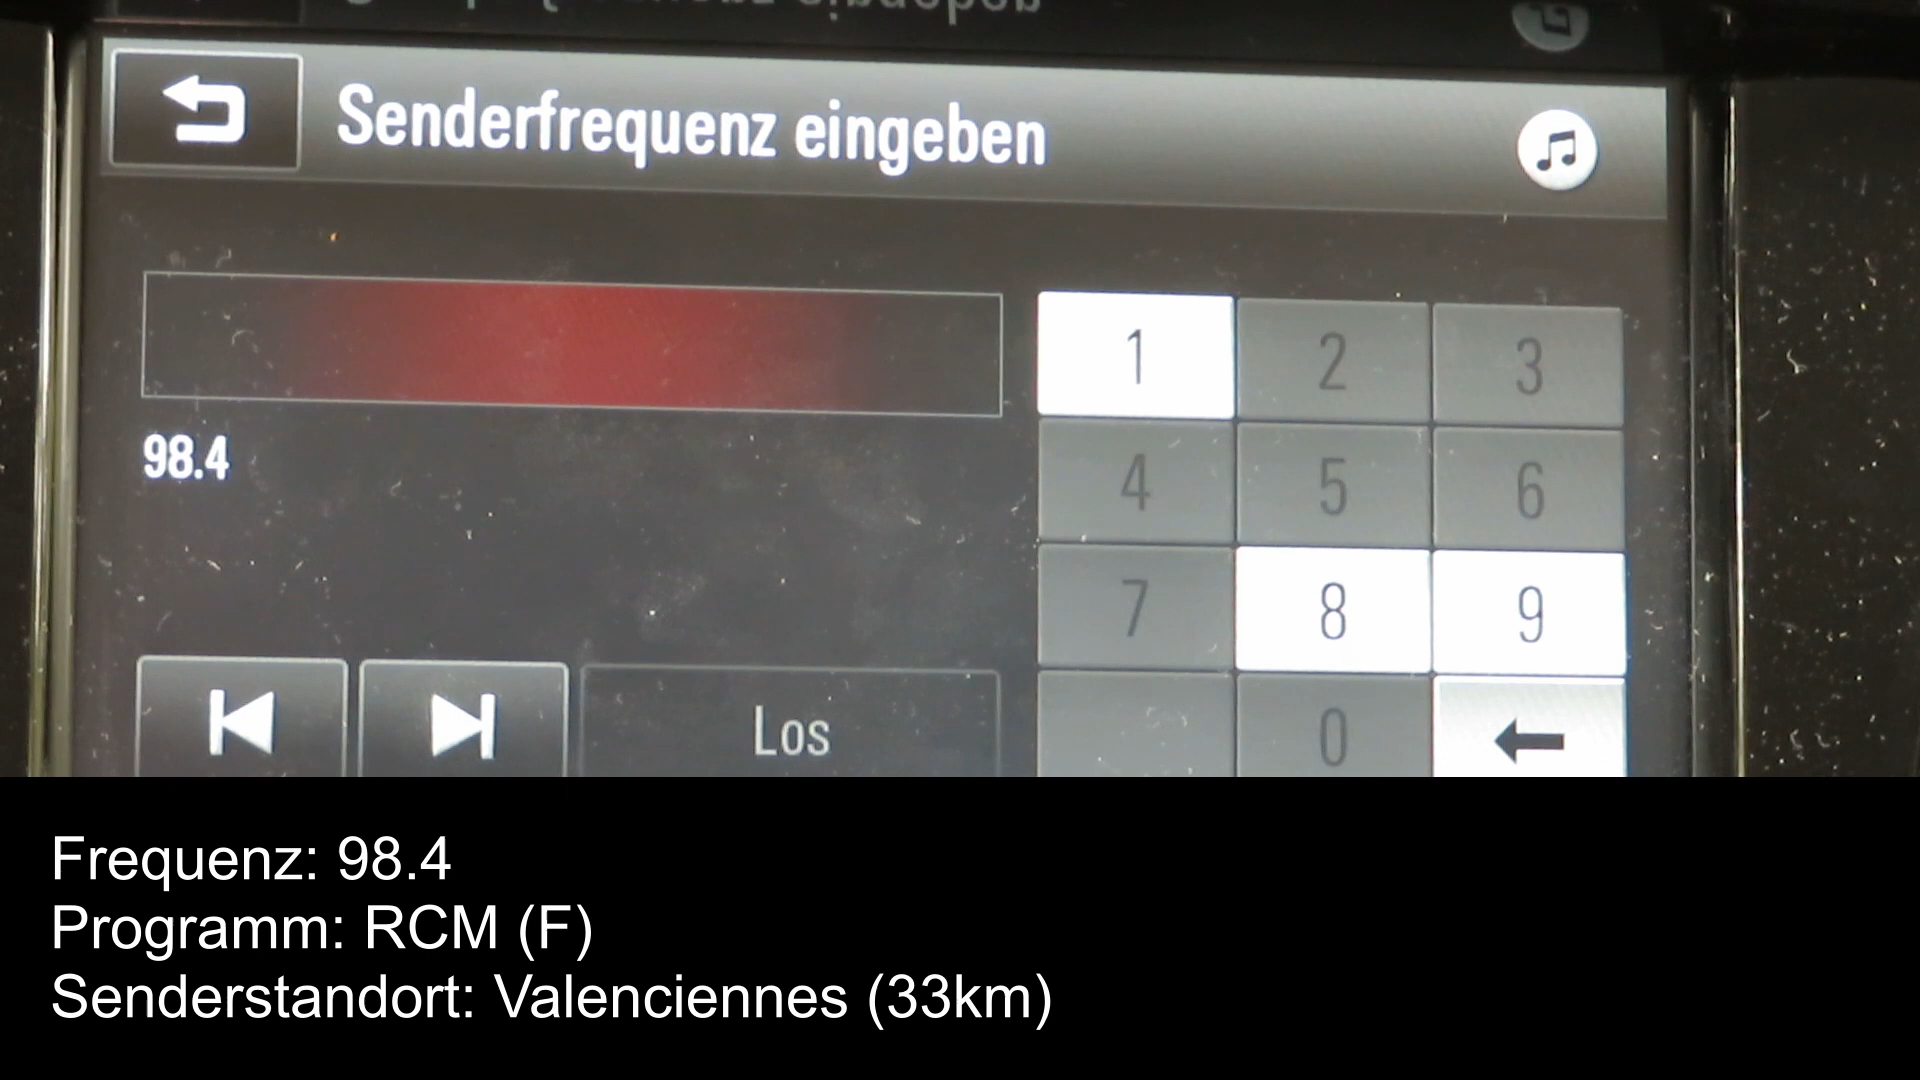 Senderfrequenz eingeben
1 2 3
98.4
4 5 6
7 8 9
Los
0
Frequenz: 98.4
Programm: RCM (F)
Senderstandort: Valenciennes (33km)